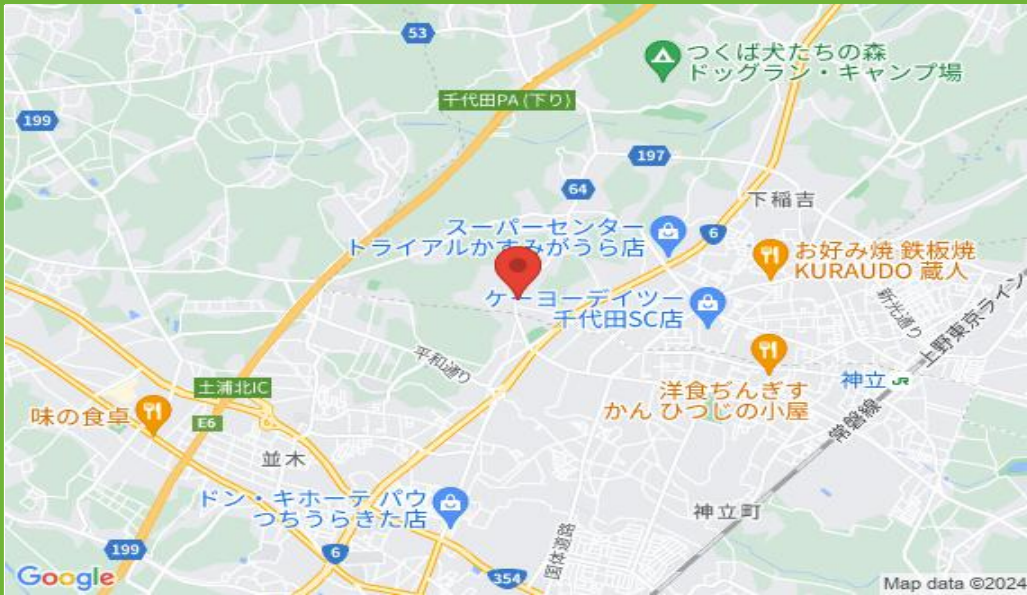 53
つくば犬たちの森
ドッグラン・キャンプ場
千代田PA (下り)
199
197
64
下稲吉
スーパーセンター
トライアルかすみがうら店
6
お好み焼 鉄板焼
KURAUDO 蔵人
ケーヨーデイツー
千代田SC店
新光通り
上野東京ライン
平和通り
土浦北IC
洋食ぢんぎす
かん ひつじの小屋
神立 JR
味の食卓
E6
常磐線
並木
ドン・キホーテ パウ
つちうらきた店
神立町
199
6
国体道路
354
Google
Map data ©2024